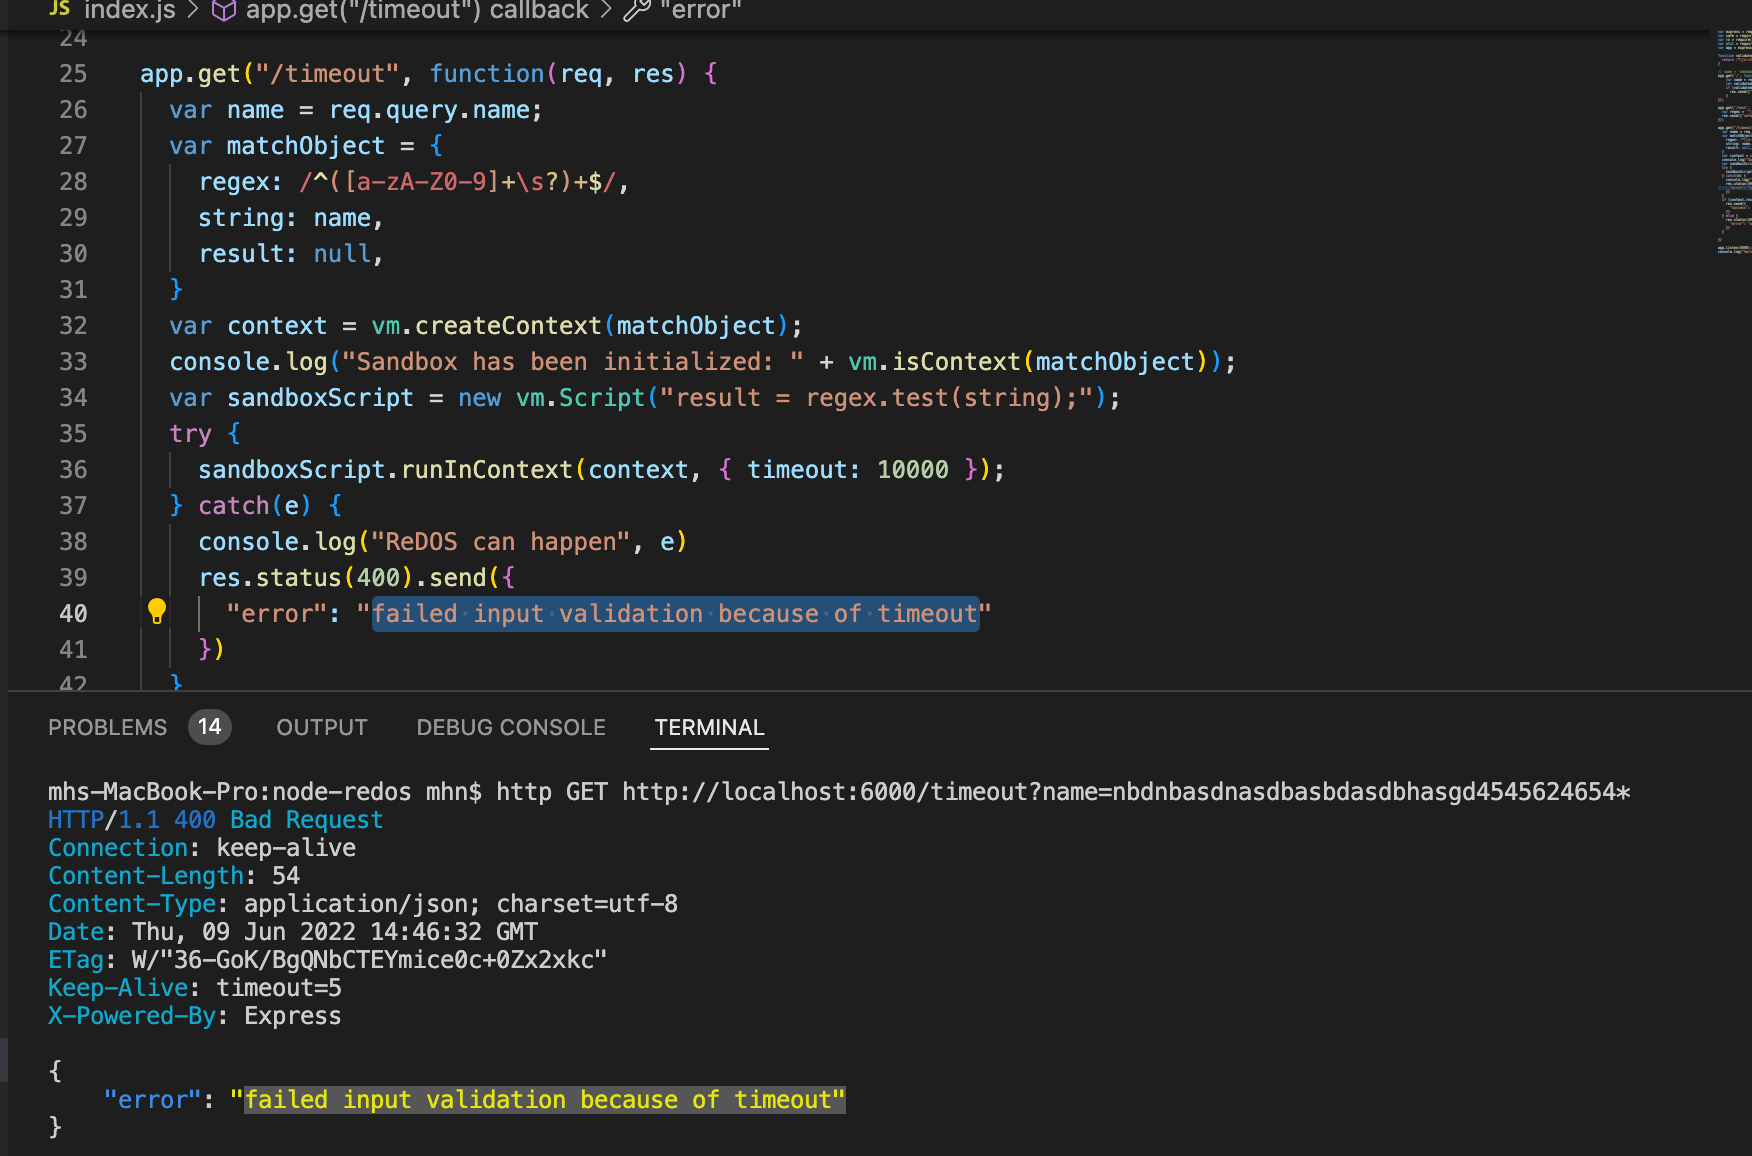 JS index.js > app.get("/timeout") callback > "error"
24
25 app.get("/timeout", function(req, res) {
26 var name = req.query.name;
27 var matchObject = {
28 regex: /^([a-zA-Z0-9]+\s?)+$/,
29 string: name,
30 result: null,
31 }
32 var context = vm.createContext(matchObject);
33 console.log("Sandbox has been initialized: " + vm.isContext(matchObject));
34 var sandboxScript = new vm.Script("result = regex.test(string);");
35 try {
36 sandboxScript.runInContext(context, { timeout: 10000 });
37 } catch(e) {
38 console.log("ReDOS can happen", e)
39 res.status(400).send({
40 "error": "failed input validation because of timeout"
41 })
42 }
PROBLEMS 14 OUTPUT DEBUG CONSOLE TERMINAL
mhs-MacBook-Pro:node-redos mhn$ http GET http://localhost:6000/timeout?name=nbdnbasdnasdbasbdasdbhasgd4545624654*
HTTP/1.1 400 Bad Request
Connection: keep-alive
Content-Length: 54
Content-Type: application/json; charset=utf-8
Date: Thu, 09 Jun 2022 14:46:32 GMT
ETag: W/"36-GoK/BgQNbCTEYmice0c+0Zx2xkc"
Keep-Alive: timeout=5
X-Powered-By: Express
{
"error": "failed input validation because of timeout"
}